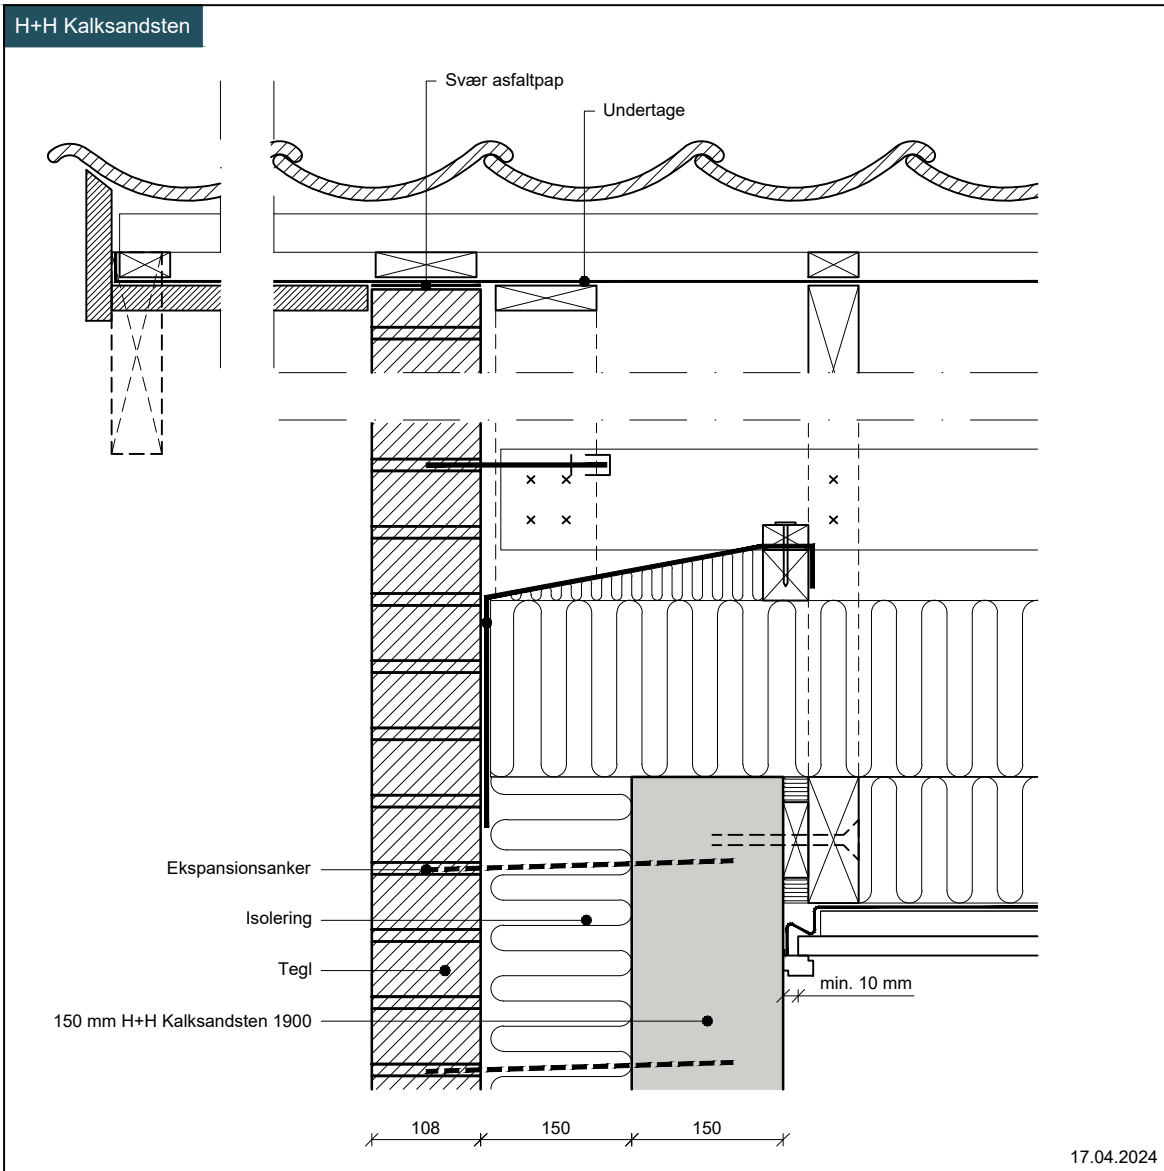 H+H Kalksandsten
Svær asfaltpap
Undertage
Ekspansionsanker
Isolering
Tegl
min. 10 mm
150 mm H+H Kalksandsten 1900
108 150 150
17.04.2024